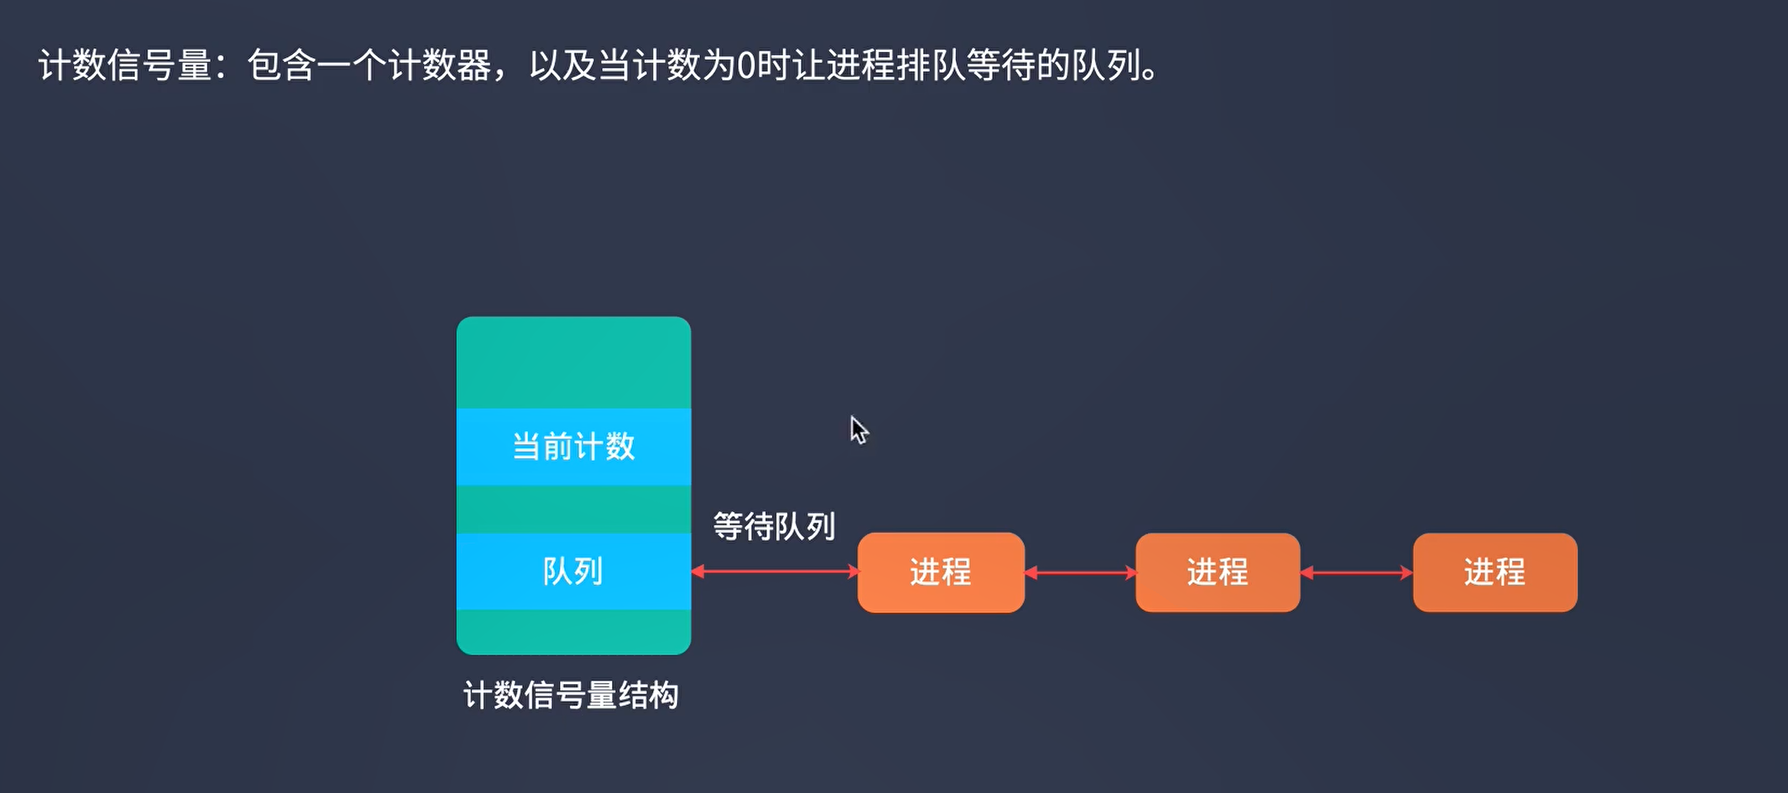 计数信号量：包含一个计数器，以及当计数为0时让进程排队等待的队列。
当前计数
等待队列
队列
进程
进程
进程
计数信号量结构